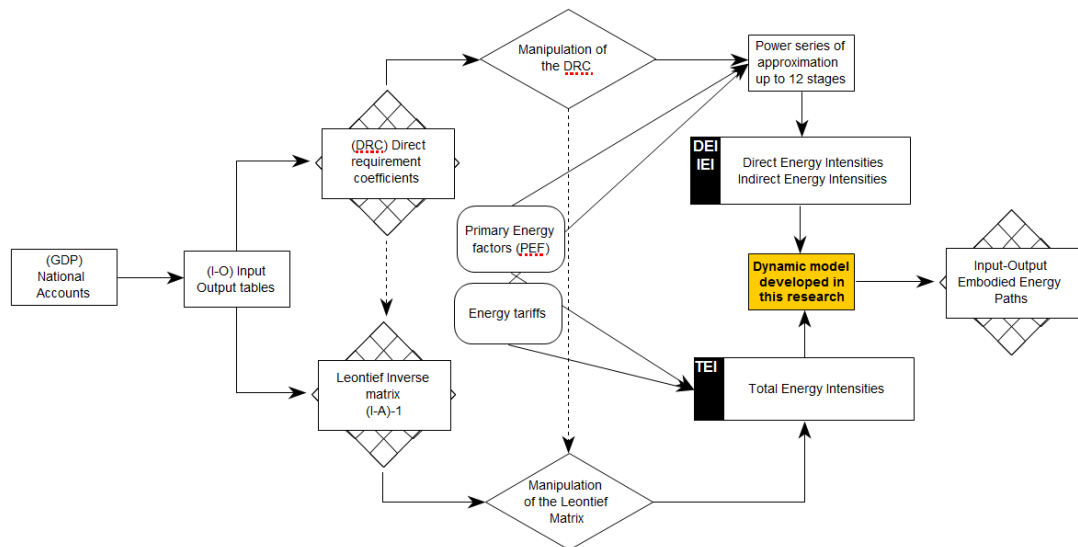 (GDP)
National
Accounts
(I-O) Input
Output tables
(DRC) Direct
requirement
coefficients
Leontief Inverse
matrix
(I-A)-1
Manipulation of
the DRC
Primary Energy
factors (PEF)
Energy tariffs
Manipulation
of the Leontief
Matrix
Power series of
approximation
up to 12 stages
DEI
IEI
Direct Energy Intensities
Indirect Energy Intensities
Dynamic model
developed in
this research
TEI
Total Energy Intensities
Input-Output
Embodied Energy
Paths